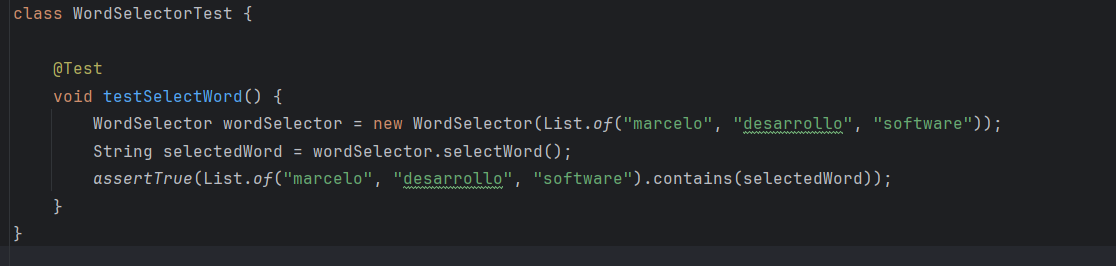 class WordSelectorTest {
@Test
void testSelectWord() {
WordSelector wordSelector = new WordSelector(List.of("marcelo", "desarrollo", "software"));
String selectedWord = wordSelector.selectWord();
assertTrue(List.of("marcelo", "desarrollo", "software").contains(selectedWord));
}
}